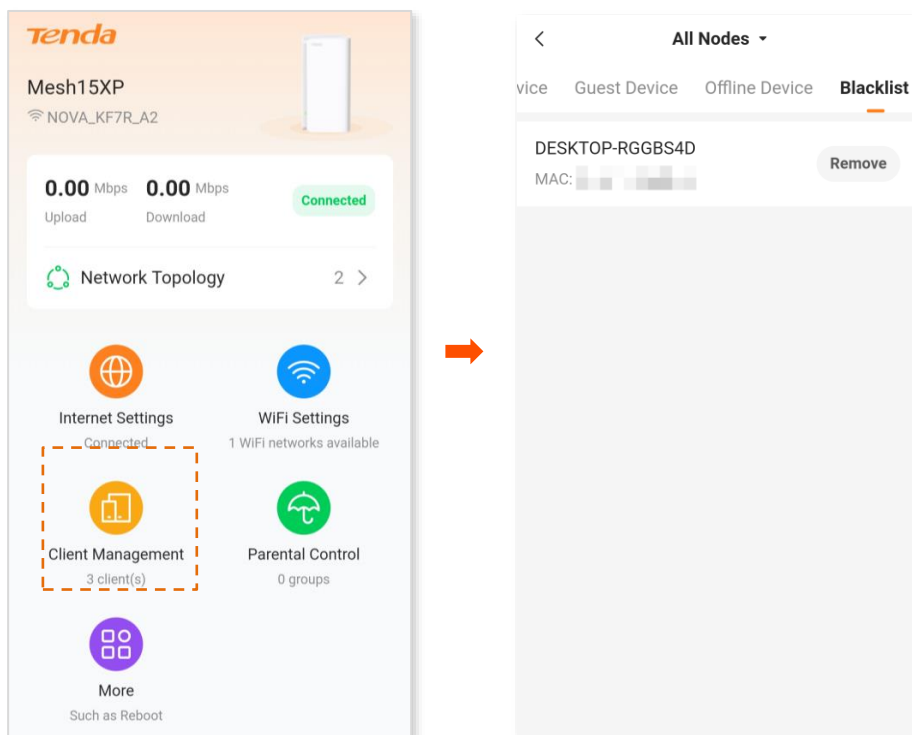 Tenda
Mesh15XP
NOVA_KF7R_A2
0.00 Mbps 0.00 Mbps
Upload Download
Connected
Network Topology 2
Internet Settings
Connected
WiFi Settings
1 WiFi networks available
Client Management
3 client(s)
Parental Control
0 groups
More
Such as Reboot
All Nodes
vice Guest Device Offline Device Blacklist
DESKTOP-RGGBS4D
MAC:
Remove